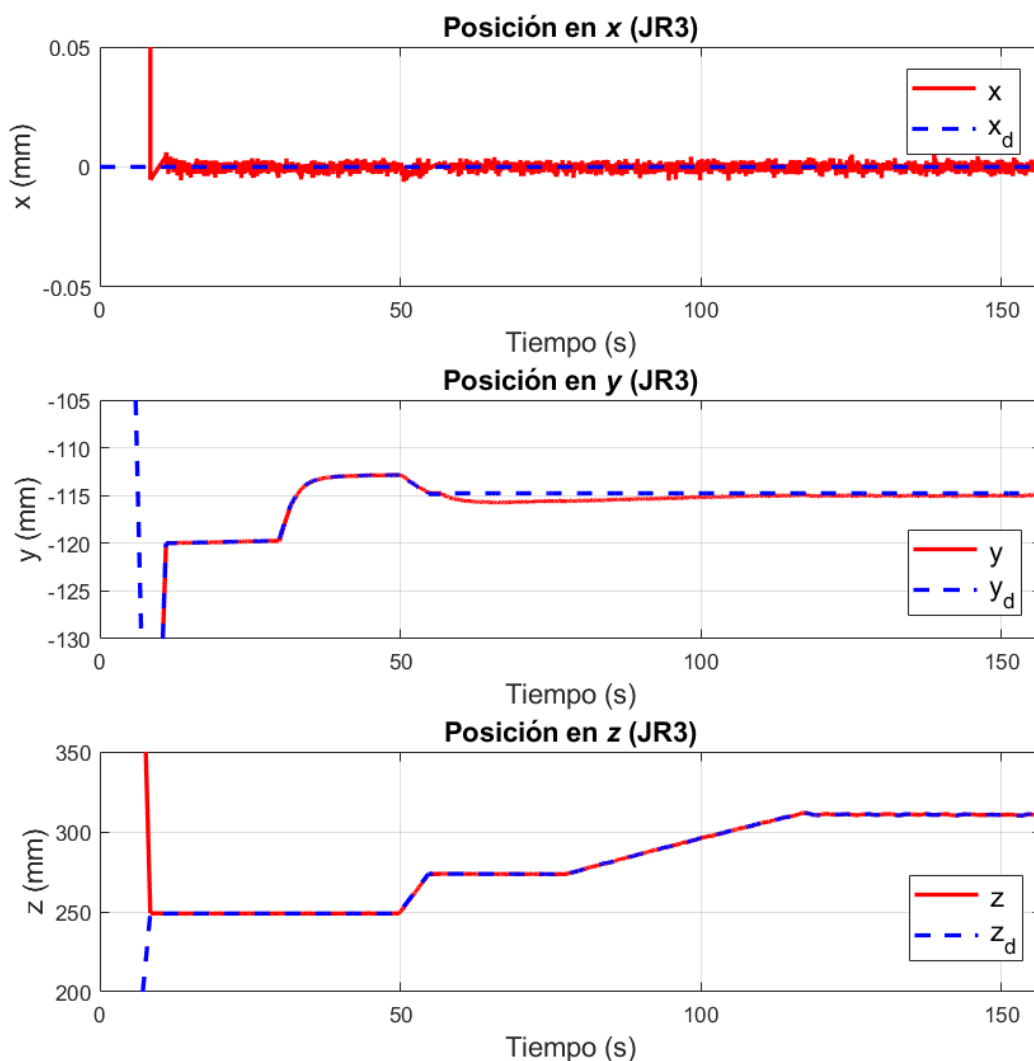 Posición en x (JR3)
0.05
0
-0.05
x (mm)
x
x_d
0
50
100
150
Tiempo (s)
Posición en y (JR3)
-105
-110
-115
-120
-125
-130
y (mm)
y
y_d
0
50
100
150
Tiempo (s)
Posición en z (JR3)
350
300
250
200
z (mm)
z
z_d
0
50
100
150
Tiempo (s)